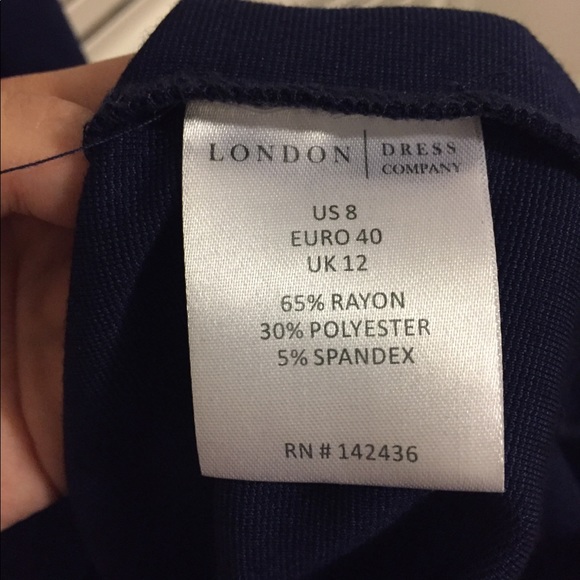 LONDON | DRESS COMPANY
US 8
EURO 40
UK 12
65% RAYON
30% POLYESTER
5% SPANDEX
RN # 142436